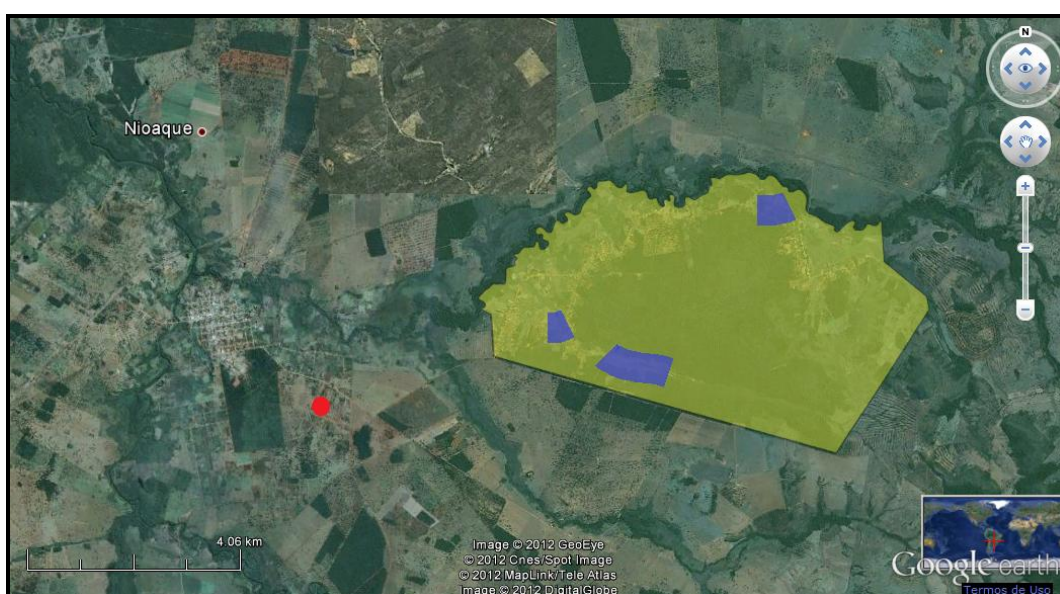 N
Nioaque
4.06 km
Image © 2012 GeoEye
© 2012 Cnes/Spot Image
© 2012 MapLink/Tele Atlas
Image © 2012 DigitalGlobe
Google earth
Termos de Uso